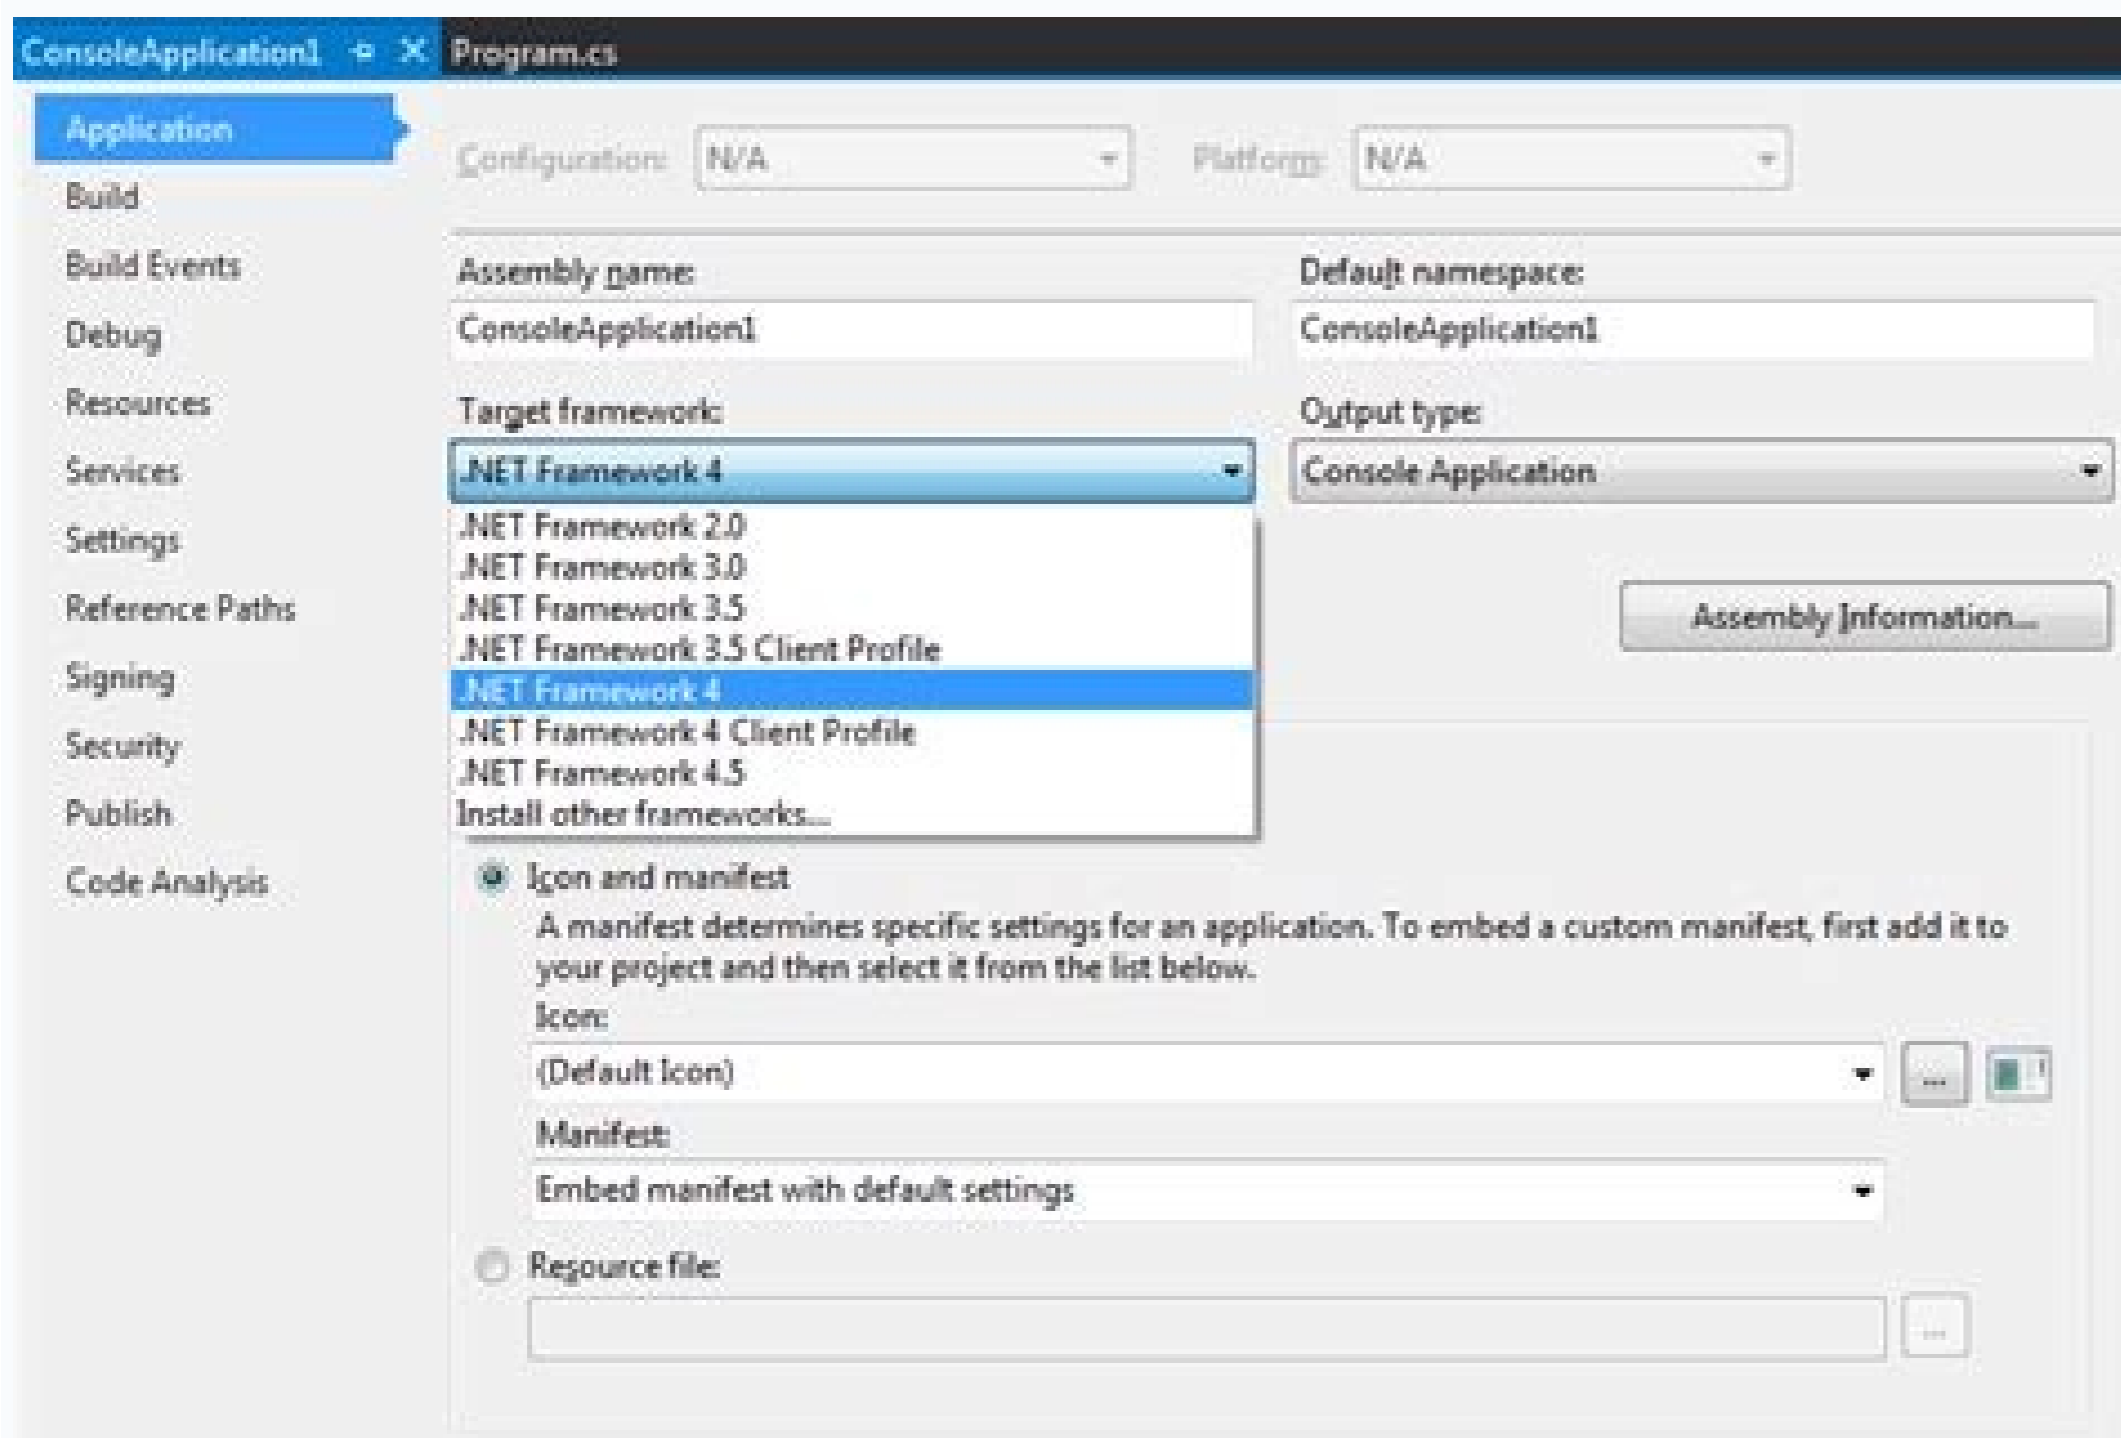 ConsoleApplication1 Program.cs
Application
Build
Build Events
Debug
Resources
Services
Settings
Reference Paths
Signing
Security
Publish
Code Analysis
Configuration: N/A Platform: N/A
Assembly name: Default namespace:
ConsoleApplication1 ConsoleApplication1
Target framework: Output type:
.NET Framework 4 Console Application
.NET Framework 2.0
.NET Framework 3.0
.NET Framework 3.5
.NET Framework 3.5 Client Profile
.NET Framework 4
.NET Framework 4 Client Profile
.NET Framework 4.5
Install other frameworks...
Assembly Information...
Icon and manifest
A manifest determines specific settings for an application. To embed a custom manifest, first add it to
your project and then select it from the list below.
Icon:
(Default Icon)
...
Manifest:
Embed manifest with default settings
Resource file:
...